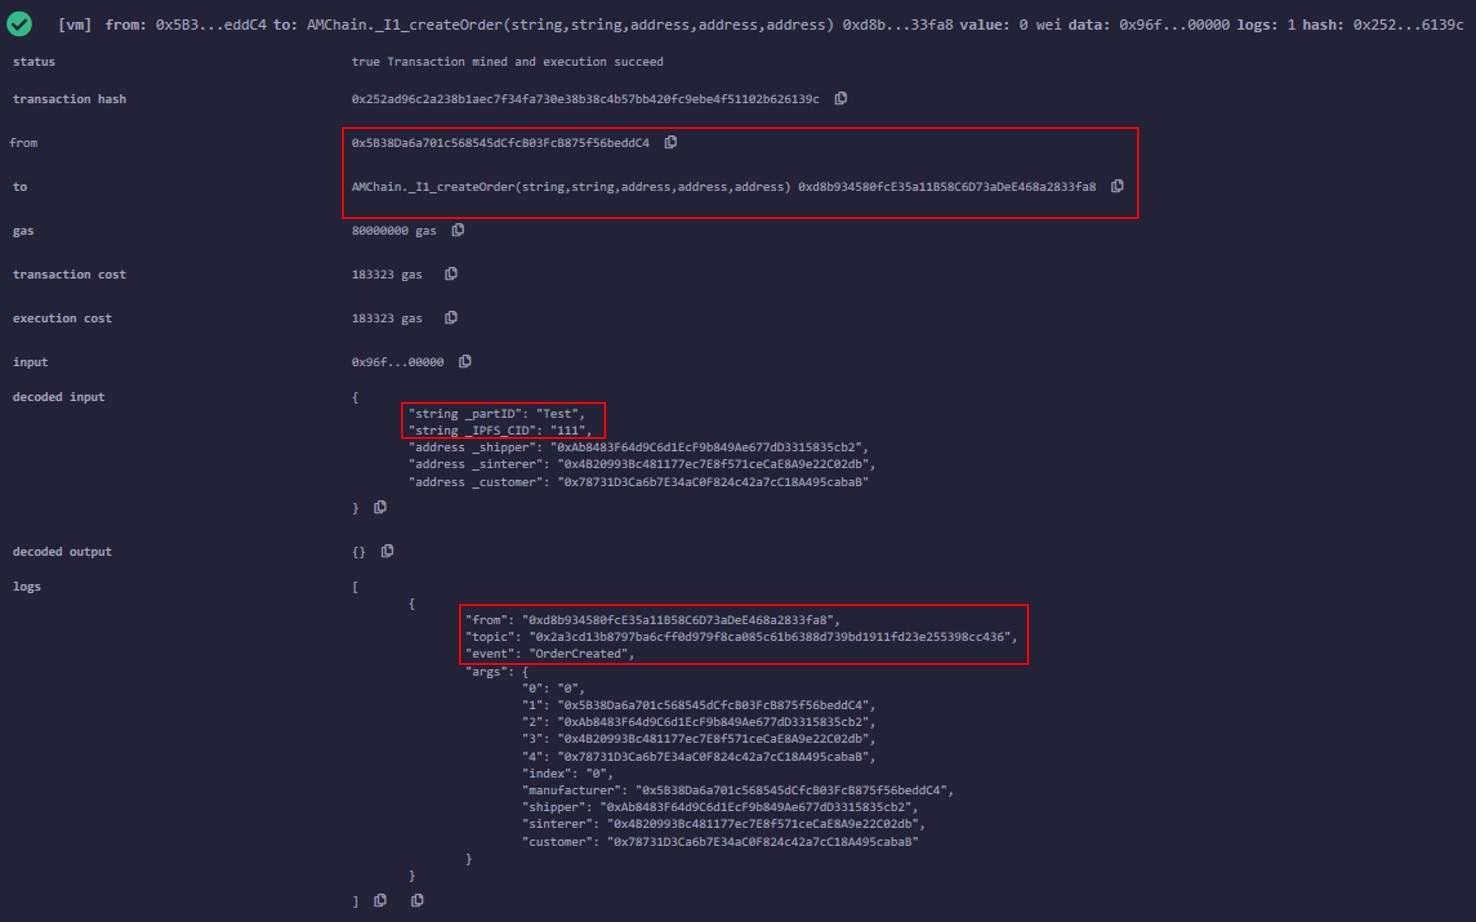 [vm] from: 0x5B3...eddC4 to: AMChain._I1_createOrder(string,string,address,address,address) 0xd8b...33fa8 value: 0 wei data: 0x96f...00000 logs: 1 hash: 0x252...6139c
status true Transaction mined and execution succeed
transaction hash 0x252ad96c2a238b1aec7f34fa730e38b38c4b57bb420fc9ebe4f51102b626139c
from 0x5B38Da6a701c568545dCfcB03FcB875f56beddC4
to AMChain._I1_createOrder(string,string,address,address,address) 0xd8b934580fcE35a11B58C6D73aDeE468a2833fa8
gas 80000000 gas
transaction cost 183323 gas
execution cost 183323 gas
input 0x96f...00000
decoded input {
"string _partID": "Test",
"string _IPFS_CID": "111",
"address _shipper": "0xAb8483F64d9C6d1EcF9b849Ae677dD3315835cb2",
"address _sinterer": "0x4B20993Bc481177ec7E8f571ceCaE8A9e22C02db",
"address _customer": "0x78731D3Ca6b7E34aC0F824c42a7cC18A495cabaB"
}
decoded output {}
logs [
{
"from": "0xd8b934580fcE35a11B58C6D73aDeE468a2833fa8",
"topic": "0x2a3cd13b8797ba6cff0d979f8ca085c61b6388d739bd1911fd23e255398cc436",
"event": "OrderCreated",
"args": {
"0": "0",
"1": "0x5B38Da6a701c568545dCfcB03FcB875f56beddC4",
"2": "0xAb8483F64d9C6d1EcF9b849Ae677dD3315835cb2",
"3": "0x4B20993Bc481177ec7E8f571ceCaE8A9e22C02db",
"4": "0x78731D3Ca6b7E34aC0F824c42a7cC18A495cabaB",
"index": "0",
"manufacturer": "0x5B38Da6a701c568545dCfcB03FcB875f56beddC4",
"shipper": "0xAb8483F64d9C6d1EcF9b849Ae677dD3315835cb2",
"sinterer": "0x4B20993Bc481177ec7E8f571ceCaE8A9e22C02db",
"customer": "0x78731D3Ca6b7E34aC0F824c42a7cC18A495cabaB"
}
}
]